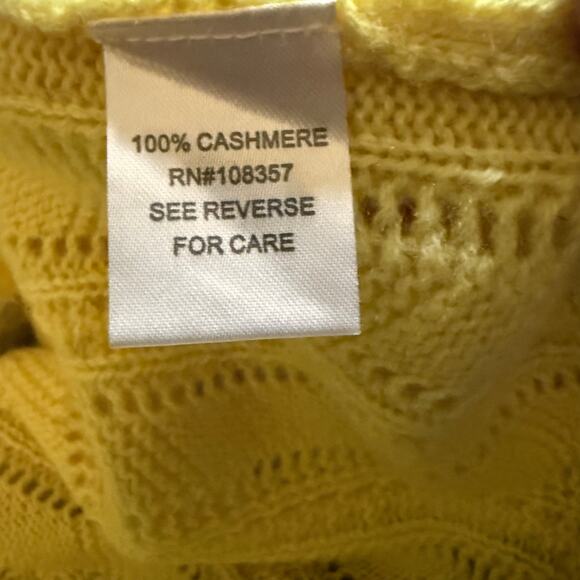 100% CASHMERE
RN#108357
SEE REVERSE
FOR CARE